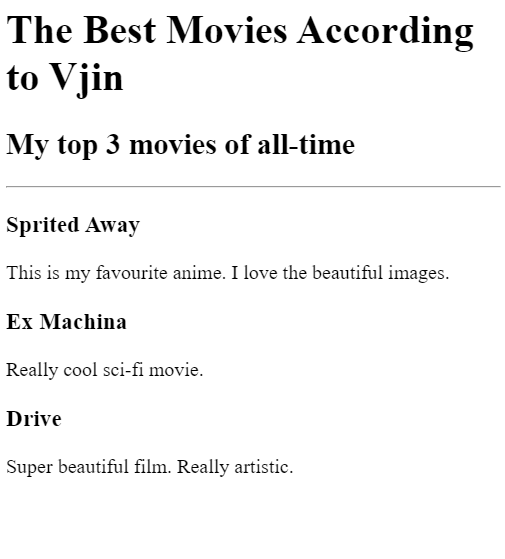 The Best Movies According
to Vjin
My top 3 movies of all-time
Sprited Away
This is my favourite anime. I love the beautiful images.
Ex Machina
Really cool sci-fi movie.
Drive
Super beautiful film. Really artistic.